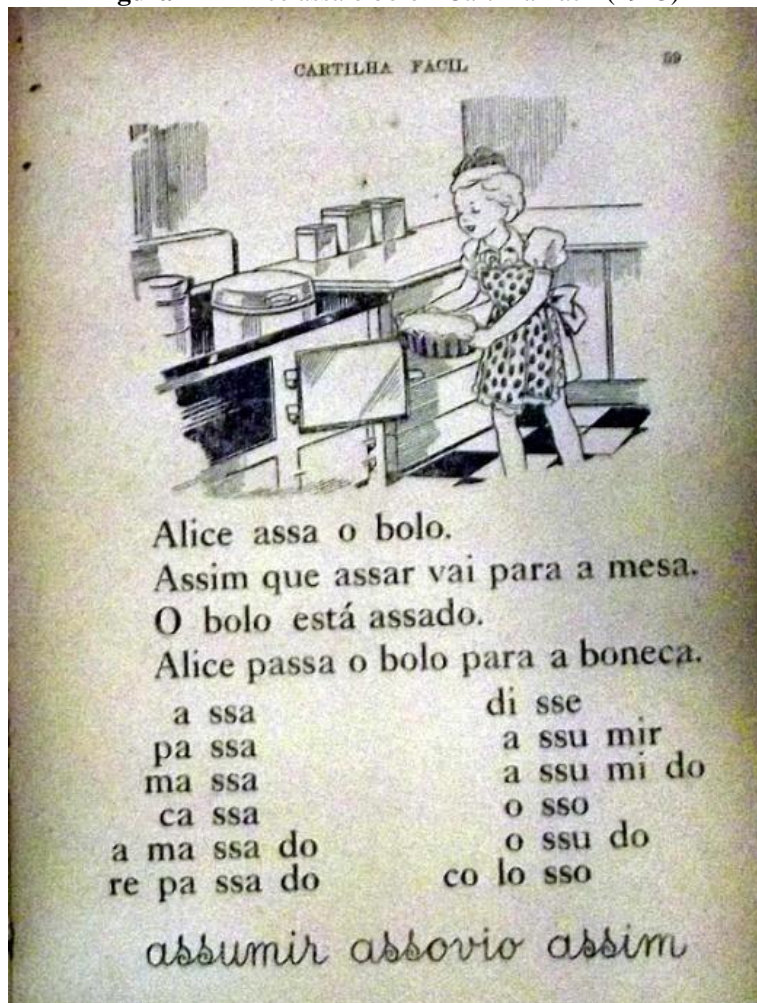 CARTILHA FACIL
Alice assa o bolo.
Assim que assar vai para a mesa.
O bolo está assado.
Alice passa o bolo para a boneca.
a ssa
pa ssa
ma ssa
ca ssa
a ma ssa do
re pa ssa do
di sse
a ssu mir
a ssu mi do
o sso
o ssu do
co lo sso
assumir assovio assim